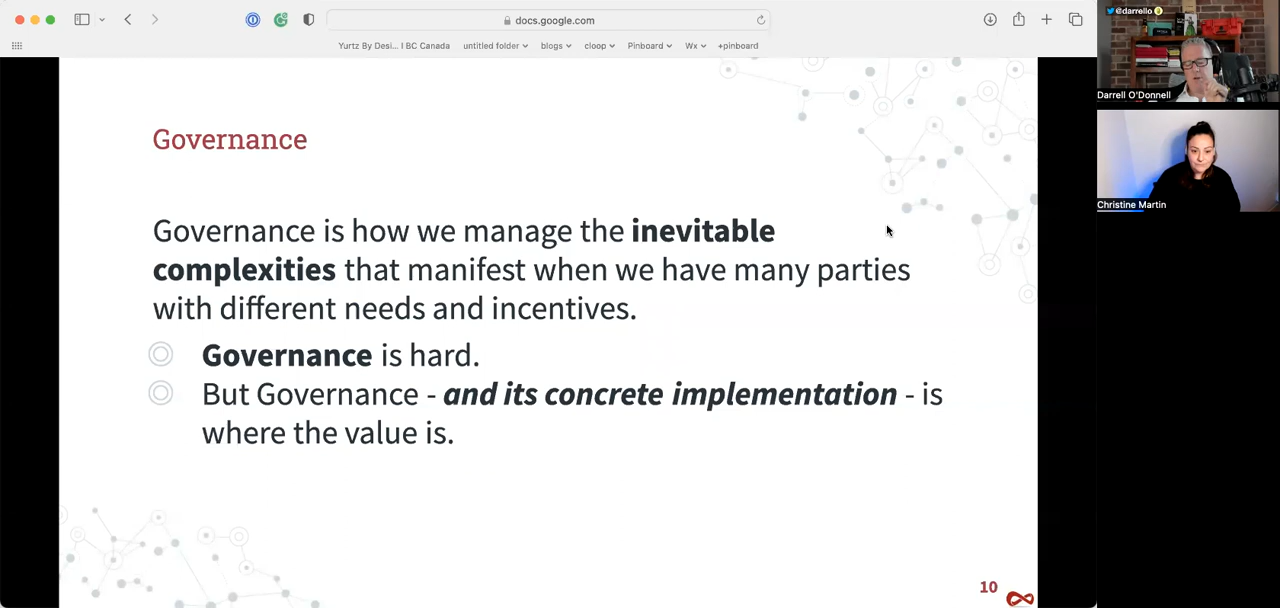 docs.google.com
Yurtz By Desi... I BC Canada
untitled folder
blogs
cloop
Pinboard
Wx
+pinboard
@darrello
Darrell O'Donnell
Christine Martin
Governance
Governance is how we manage the inevitable
complexities that manifest when we have many parties
with different needs and incentives.
Governance is hard.
But Governance - and its concrete implementation - is
where the value is.
10